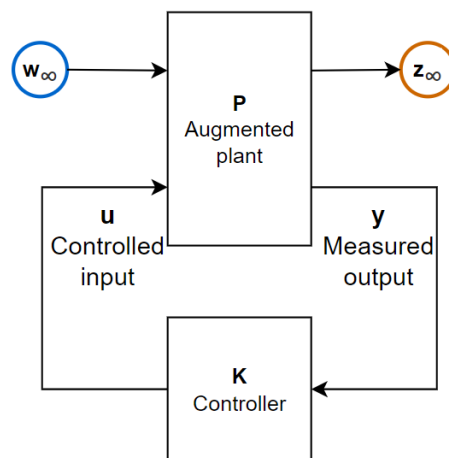 w∞
z∞
P
Augmented
plant
u
Controlled
input
y
Measured
output
K
Controller